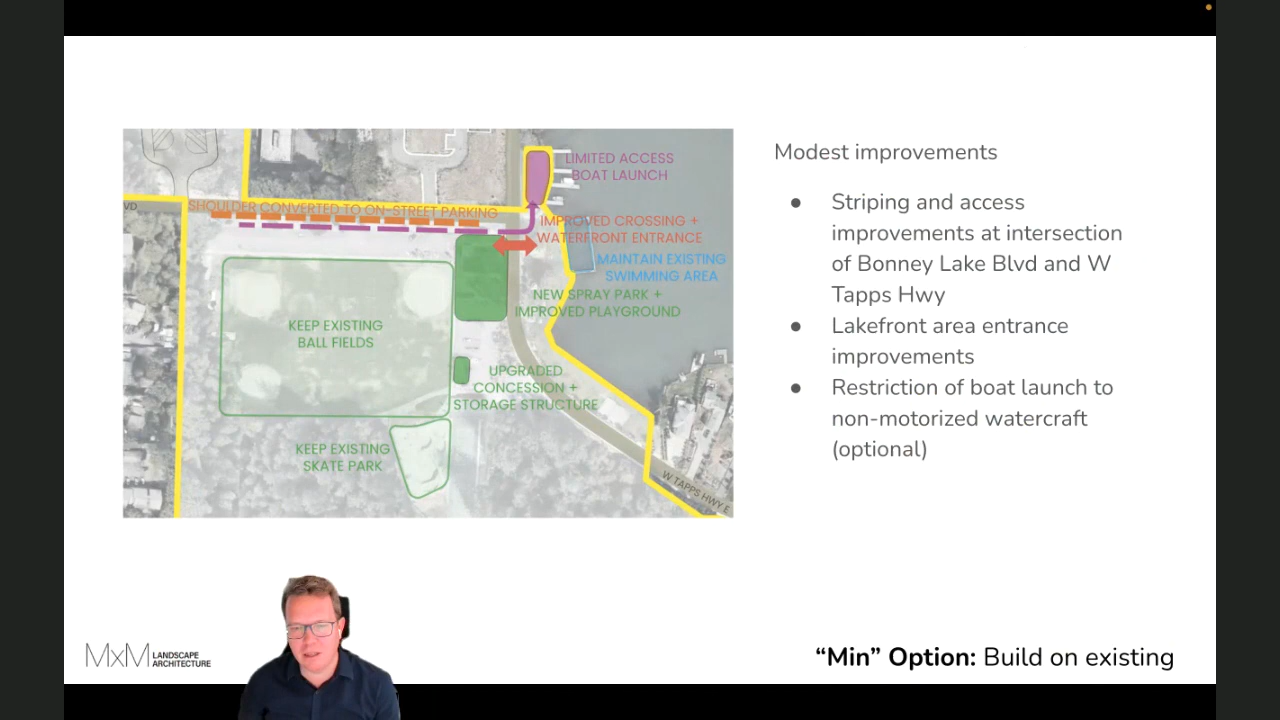 LIMITED ACCESS
BOAT LAUNCH
VD
SHOULDER CONVERTED TO ON-STREET PARKING
IMPROVED CROSSING +
WATERFRONT ENTRANCE
MAINTAIN EXISTING
SWIMMING AREA
NEW SPRAY PARK +
IMPROVED PLAYGROUND
KEEP EXISTING
BALL FIELDS
UPGRADED
CONCESSION +
STORAGE STRUCTURE
KEEP EXISTING
SKATE PARK
W TAPPS HWY E
Modest improvements
● Striping and access
improvements at intersection
of Bonney Lake Blvd and W
Tapps Hwy
● Lakefront area entrance
improvements
● Restriction of boat launch to
non-motorized watercraft
(optional)
MxM LANDSCAPE
ARCHITECTURE
“Min” Option: Build on existing